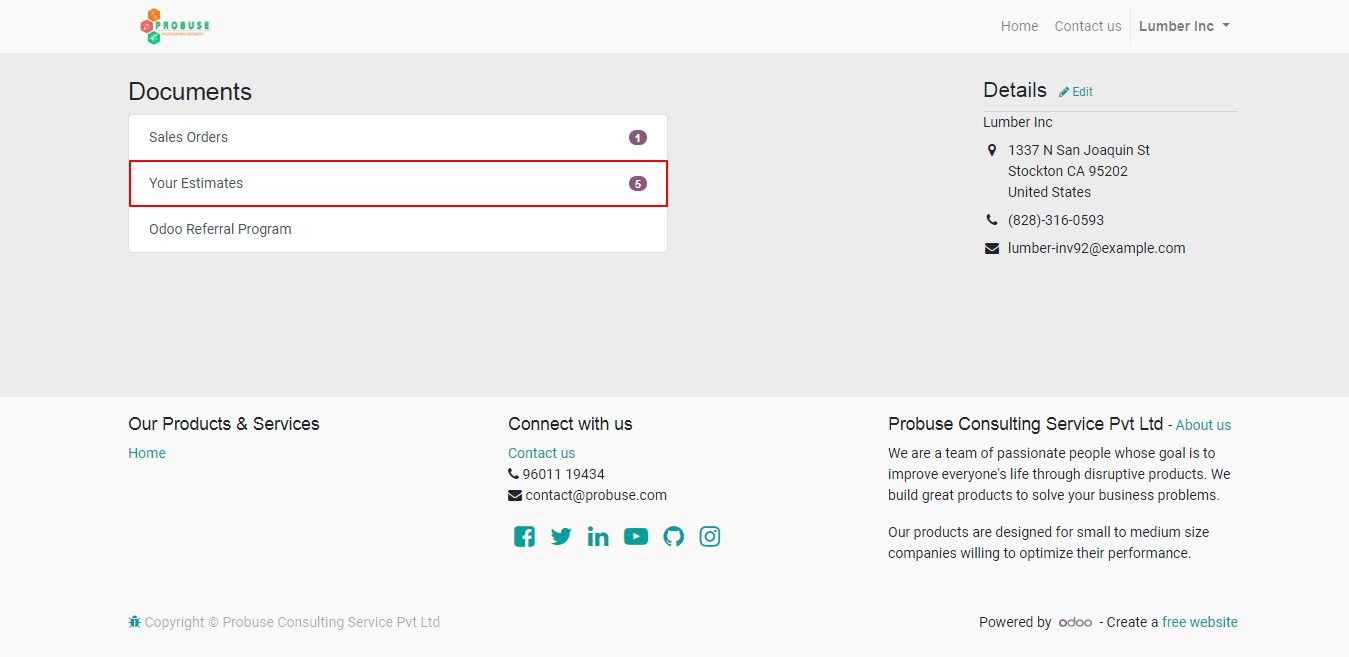 PROBUSE
Home
Contact us
Lumber Inc
Documents
Sales Orders 1
Your Estimates 5
Odoo Referral Program
Details Edit
Lumber Inc
1337 N San Joaquin St
Stockton CA 95202
United States
(828)-316-0593
lumber-inv92@example.com
Our Products & Services
Home
Connect with us
Contact us
96011 19434
contact@probuse.com
Probuse Consulting Service Pvt Ltd - About us
We are a team of passionate people whose goal is to
improve everyone's life through disruptive products. We
build great products to solve your business problems.
Our products are designed for small to medium size
companies willing to optimize their performance.
Copyright © Probuse Consulting Service Pvt Ltd
Powered by odoo - Create a free website